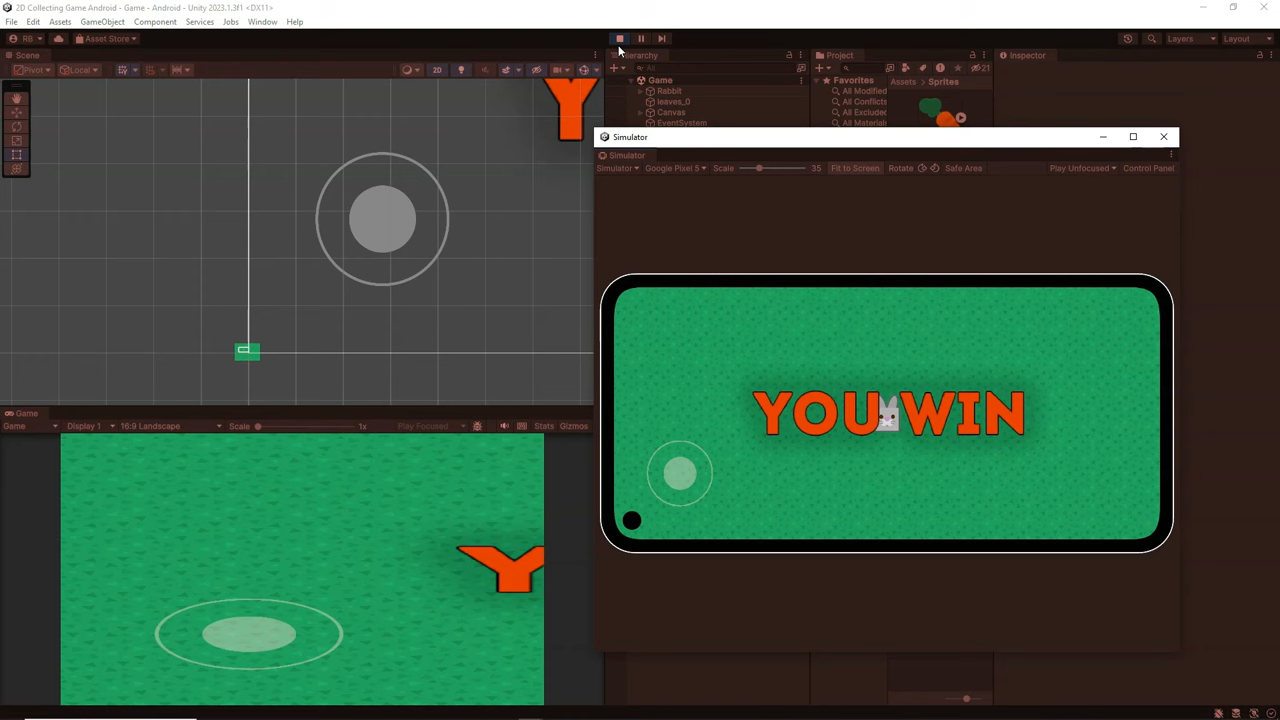 2D Collecting Game Android - Game - Android - Unity 2023.1.3f1 <DX11>
File Edit Assets GameObject Component Services Jobs Window Help
RB Asset Store
Layers Layout
Scene
Hierarchy
Project
Inspector
Pivot Local 2D
All
21
Game
Rabbit
leaves_0
Canvas
EventSystem
Favorites
All Modified
All Conflicts
All Excluded
All Materials
Assets > Sprites
Simulator
Simulator
Simulator Google Pixel 5 Scale 35 Fit to Screen Rotate Safe Area Play Unfocused Control Panel
YOU WIN
Game
Game Display 1 16:9 Landscape Scale 1x Play Focused Stats Gizmos
Y
Y